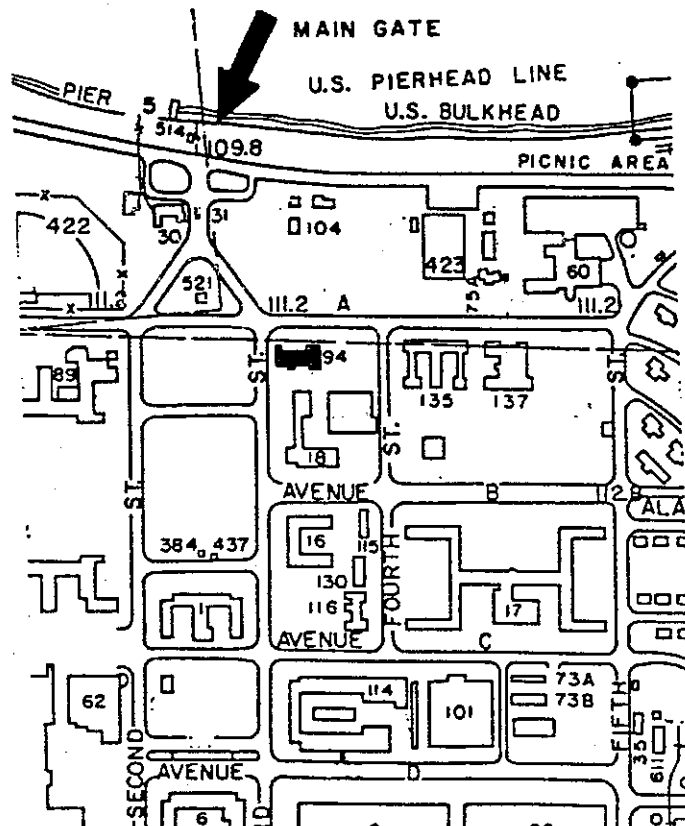 MAIN GATE
U.S. PIERHEAD LINE
U.S. BULKHEAD
PIER 5
514
109.8
PICNIC AREA
422
30
31
104
423
75A
60
111.2
521
111.2 A
111.2
89
ST.
94
135
137
ST.
18
ST.
ST.
AVENUE B 112.8
ALA
384 437
16
115
130
116
FOURTH
17
1
AVENUE C
62
114
101
73A
73B
FIFTH
35
611
SECOND
AVENUE D
6